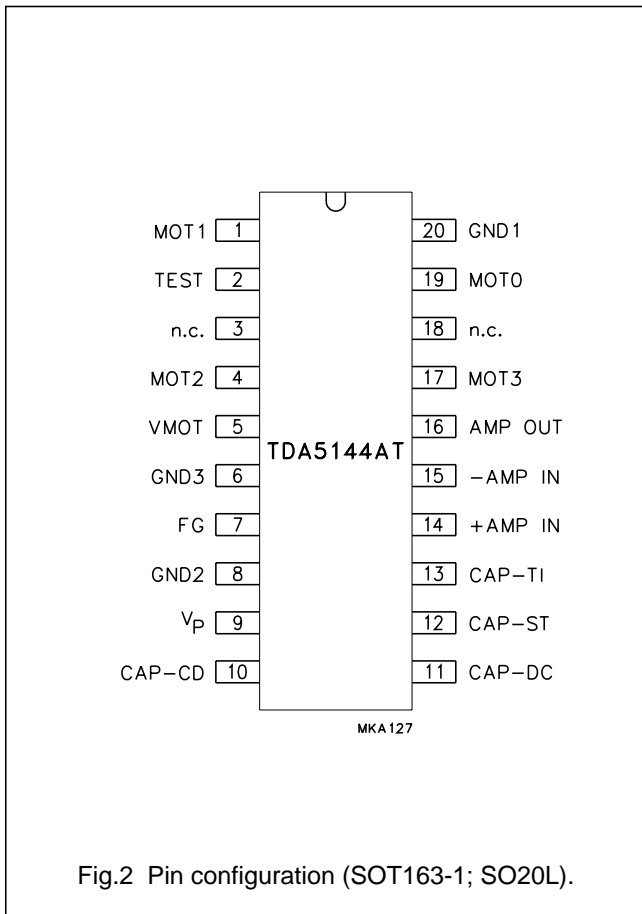 MOT1 1 20 GND1
TEST 2 19 MOT0
n.c. 3 18 n.c.
MOT2 4 17 MOT3
VMOT 5 16 AMP OUT
TDA5144AT
GND3 6 15 −AMP IN
FG 7 14 +AMP IN
GND2 8 13 CAP−TI
VP 9 12 CAP−ST
CAP−CD 10 11 CAP−DC
MKA127
Fig.2 Pin configuration (SOT163-1; SO20L).